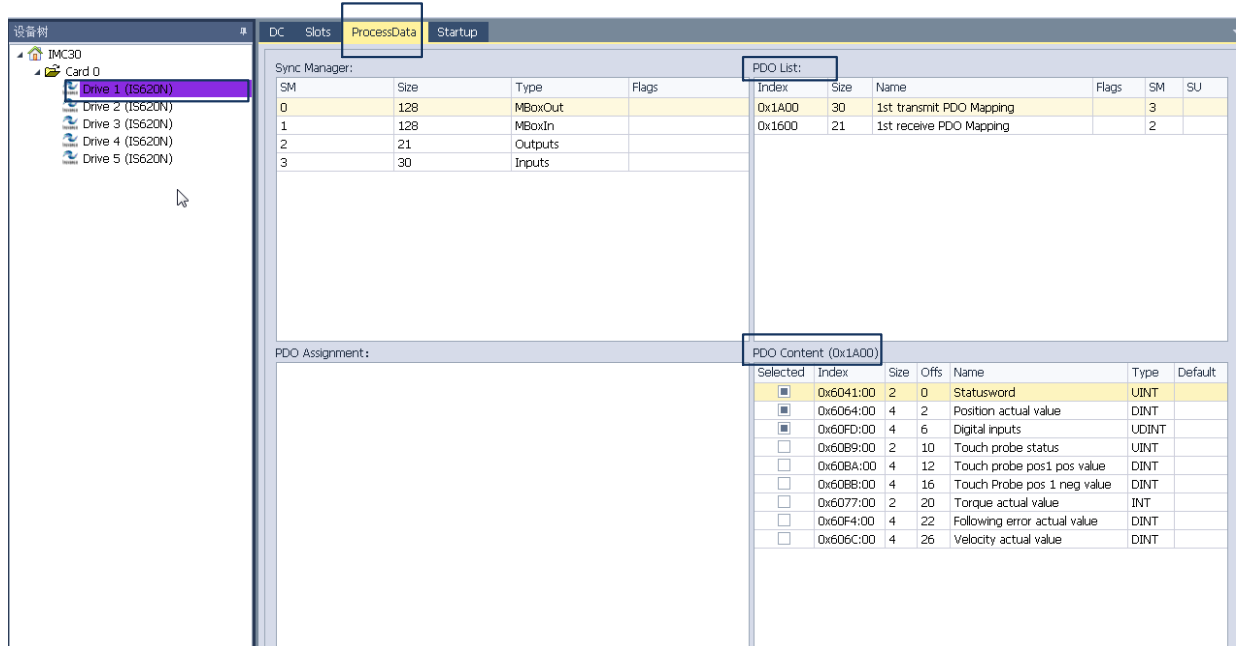 设备树
IMC30
Card 0
Drive 1 (IS620N)
Drive 2 (IS620N)
Drive 3 (IS620N)
Drive 4 (IS620N)
Drive 5 (IS620N)
DC Slots ProcessData Startup
Sync Manager:
SM Size Type Flags
0 128 MBoxOut
1 128 MBoxIn
2 21 Outputs
3 30 Inputs
PDO List:
Index Size Name Flags SM SU
0x1A00 30 1st transmit PDO Mapping 3
0x1600 21 1st receive PDO Mapping 2
PDO Assignment:
PDO Content (0x1A00)
Selected Index Size Offs Name Type Default
0x6041:00 2 0 Statusword UINT
0x6064:00 4 2 Position actual value DINT
0x60FD:00 4 6 Digital inputs UDINT
0x60B9:00 2 10 Touch probe status UINT
0x60BA:00 4 12 Touch probe pos1 pos value DINT
0x60BB:00 4 16 Touch Probe pos 1 neg value DINT
0x6077:00 2 20 Torque actual value INT
0x60F4:00 4 22 Following error actual value DINT
0x606C:00 4 26 Velocity actual value DINT